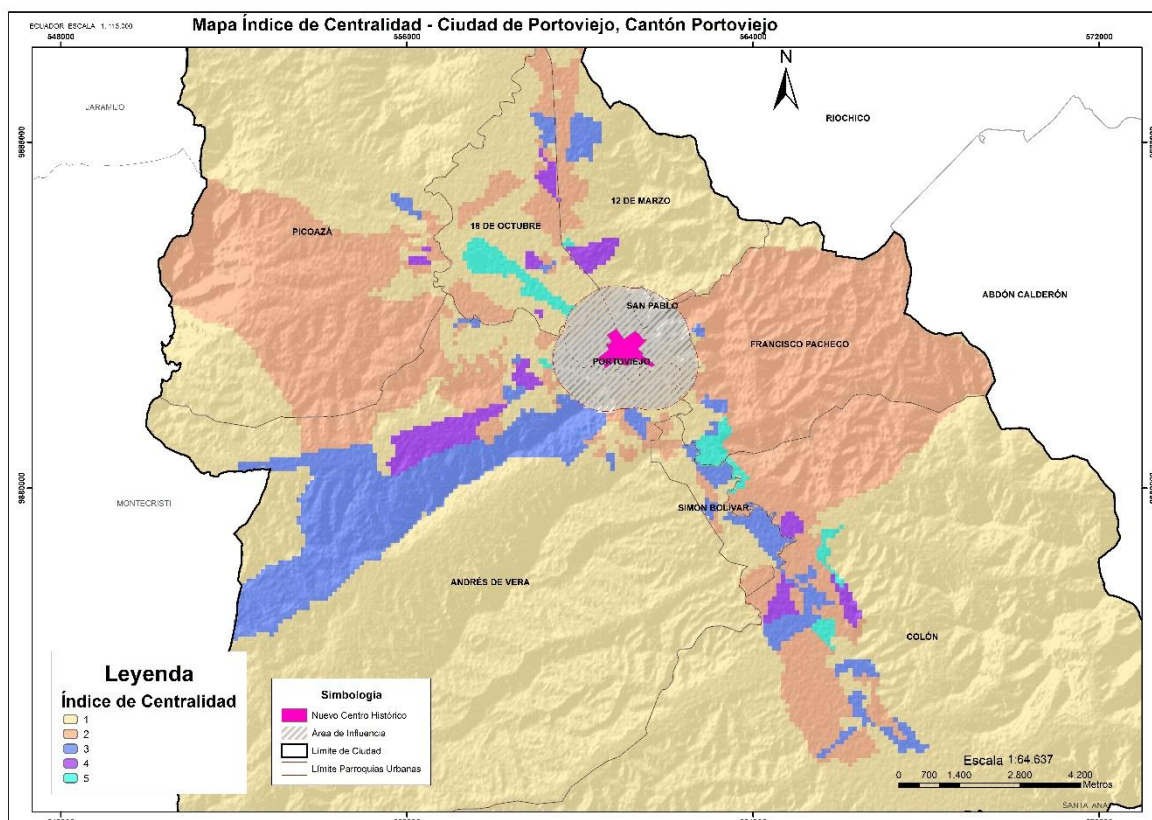 ECUADOR ESCALA 1:113.000
Mapa Índice de Centralidad - Ciudad de Portoviejo, Cantón Portoviejo
548000
556000
564000
572000
N
JARAMIJO
RIOCHICO
12 DE MARZO
18 DE OCTUBRE
PICOAZÁ
ABDÓN CALDERÓN
SAN PABLO
FRANCISCO PACHECO
PORTOVIEJO
MONTECRISTI
SIMÓN BOLÍVAR
ANDRÉS DE VERA
COLÓN
Leyenda
Índice de Centralidad
1
2
3
4
5
Simbología
Nuevo Centro Histórico
Área de Influencia
Límite de Ciudad
Límite Parroquias Urbanas
Escala 1:64.637
0 700 1.400 2.800 4.200
Metros
SANTA ANA